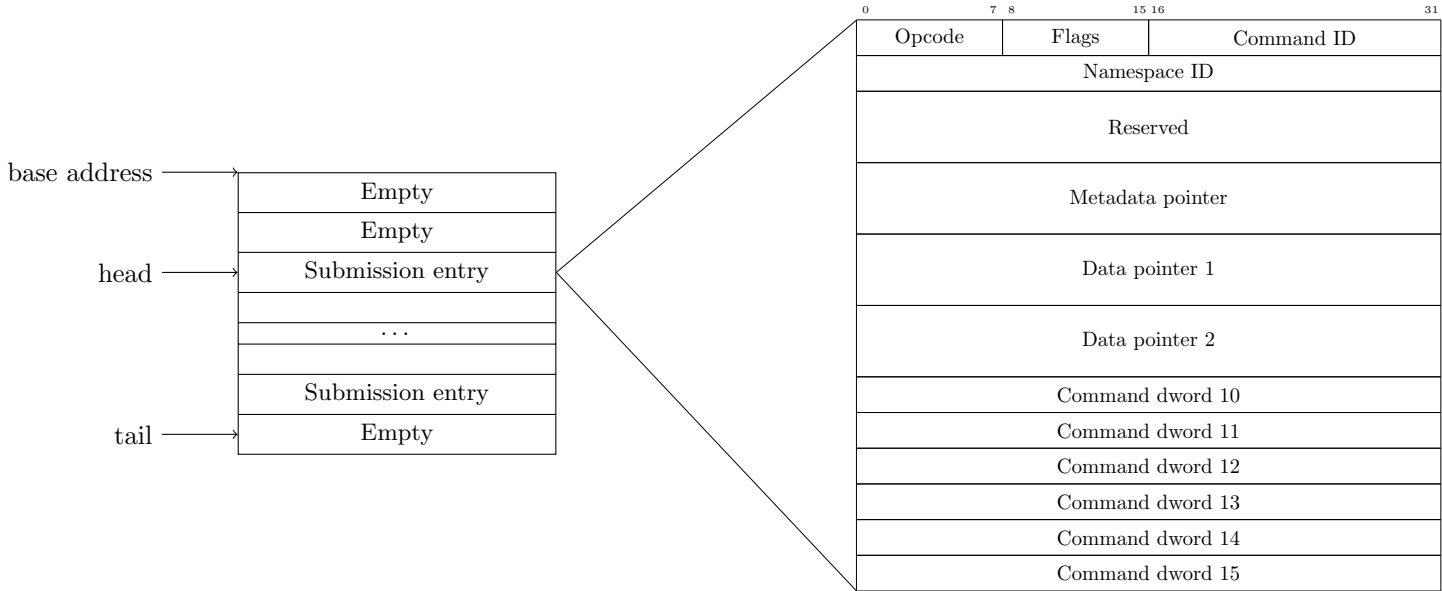 base address
head
tail
Empty
Empty
Submission entry
...
Submission entry
Empty
0 7 8 15 16 31
Opcode Flags Command ID
Namespace ID
Reserved
Metadata pointer
Data pointer 1
Data pointer 2
Command dword 10
Command dword 11
Command dword 12
Command dword 13
Command dword 14
Command dword 15